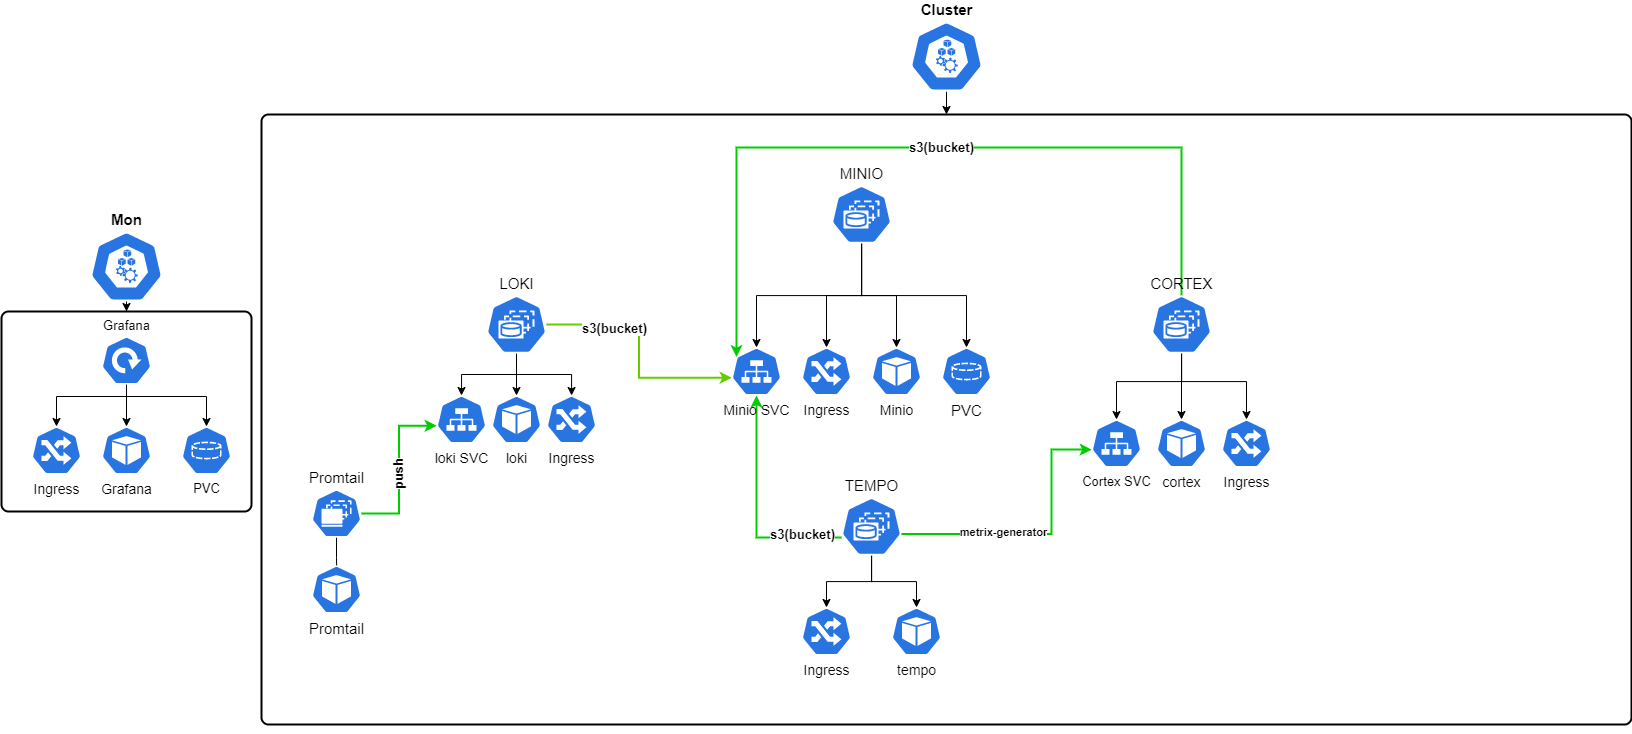 Cluster
s3(bucket)
MINIO
Mon
LOKI
CORTEX
Grafana
s3(bucket)
Minio SVC
Ingress
Minio
PVC
push
loki SVC
loki
Ingress
Ingress
Grafana
PVC
Promtail
TEMPO
Cortex SVC
cortex
Ingress
s3(bucket)
metrix-generator
Promtail
Ingress
tempo